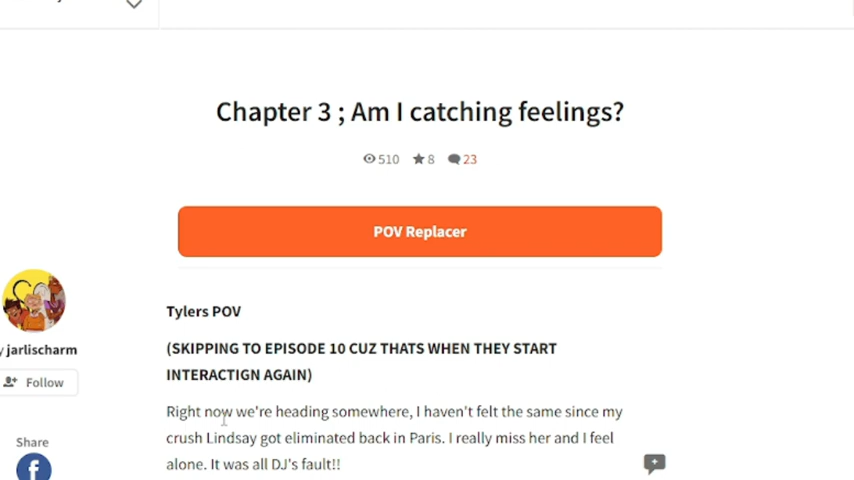 Chapter 3 ; Am I catching feelings?
510 8 23
POV Replacer
Tylers POV
(SKIPPING TO EPISODE 10 CUZ THATS WHEN THEY START
INTERACTIGN AGAIN)
jarlischarm
Follow
Right now we're heading somewhere, I haven't felt the same since my
crush Lindsay got eliminated back in Paris. I really miss her and I feel
alone. It was all DJ's fault!!
Share